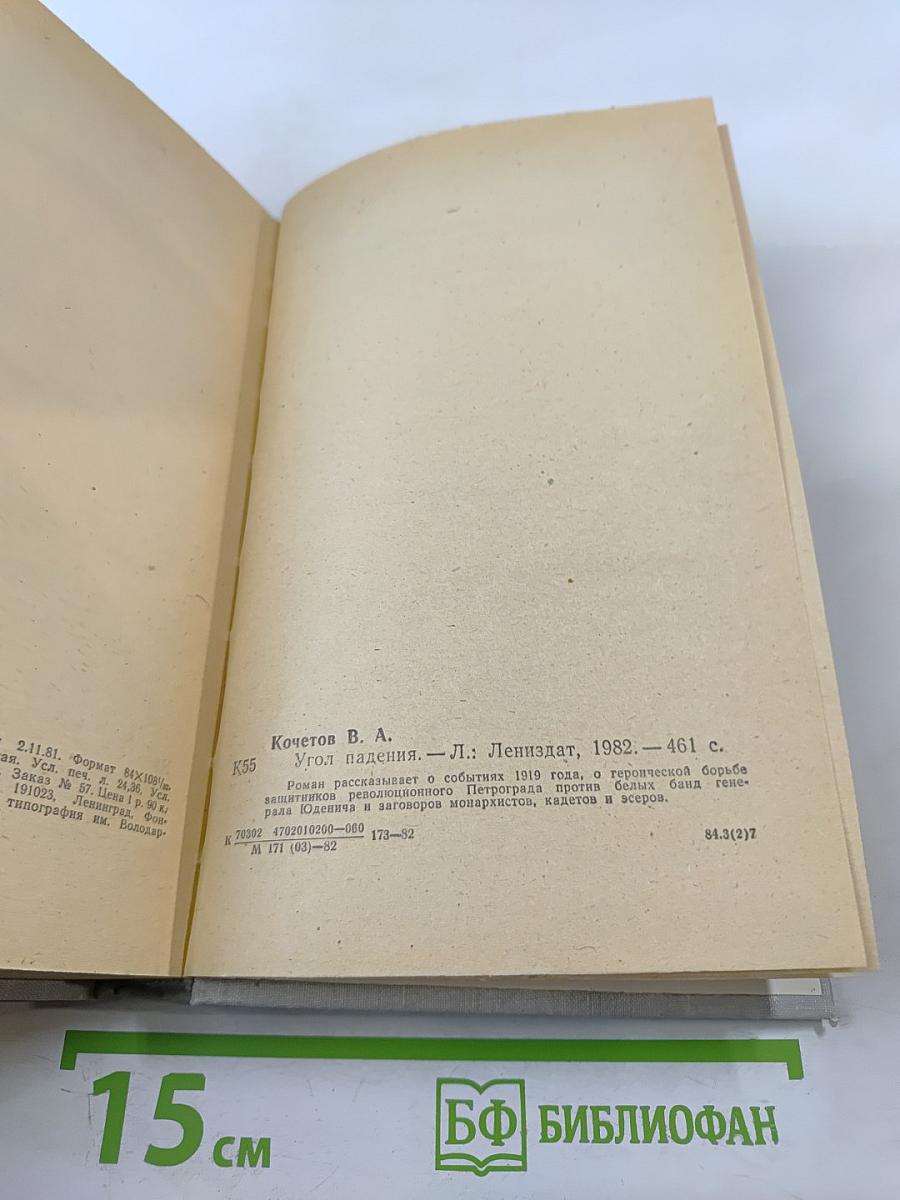 2.11.81. Формат 84×108¹/₃₂.
Усл. печ. л. 24,36. Усл.
Заказ № 57. Цена 1 р. 90 к.
191023, Ленинград, Фон-
типография им. Володар-
Кочетов В. А.
К55 Угол падения. — Л.: Лениздат, 1982. — 461 с.
Роман рассказывает о событиях 1919 года, о героической борьбе
защитников революционного Петрограда против белых банд гене-
рала Юденича и заговоров монархистов, кадетов и эсеров.
К 70302 4702010200—060 173—82 84.3(2)7
М 171 (03)—82
15 см
БФ БИБЛИОФАН